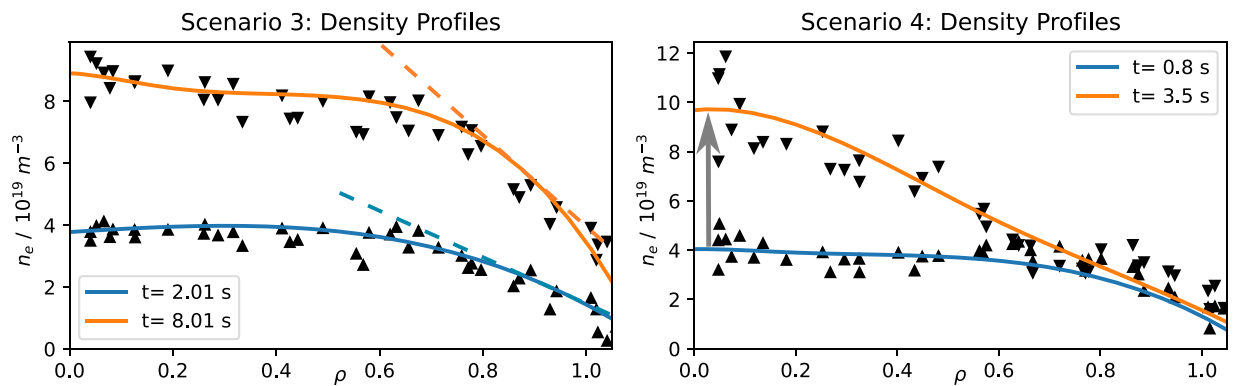 Scenario 3: Density Profiles
n_e / 10^19 m^−3
8
6
4
2
0
t= 2.01 s
t= 8.01 s
0.0 0.2 0.4 0.6 0.8 1.0
ρ
Scenario 4: Density Profiles
n_e / 10^19 m^−3
12
10
8
6
4
2
0
t= 0.8 s
t= 3.5 s
0.0 0.2 0.4 0.6 0.8 1.0
ρ